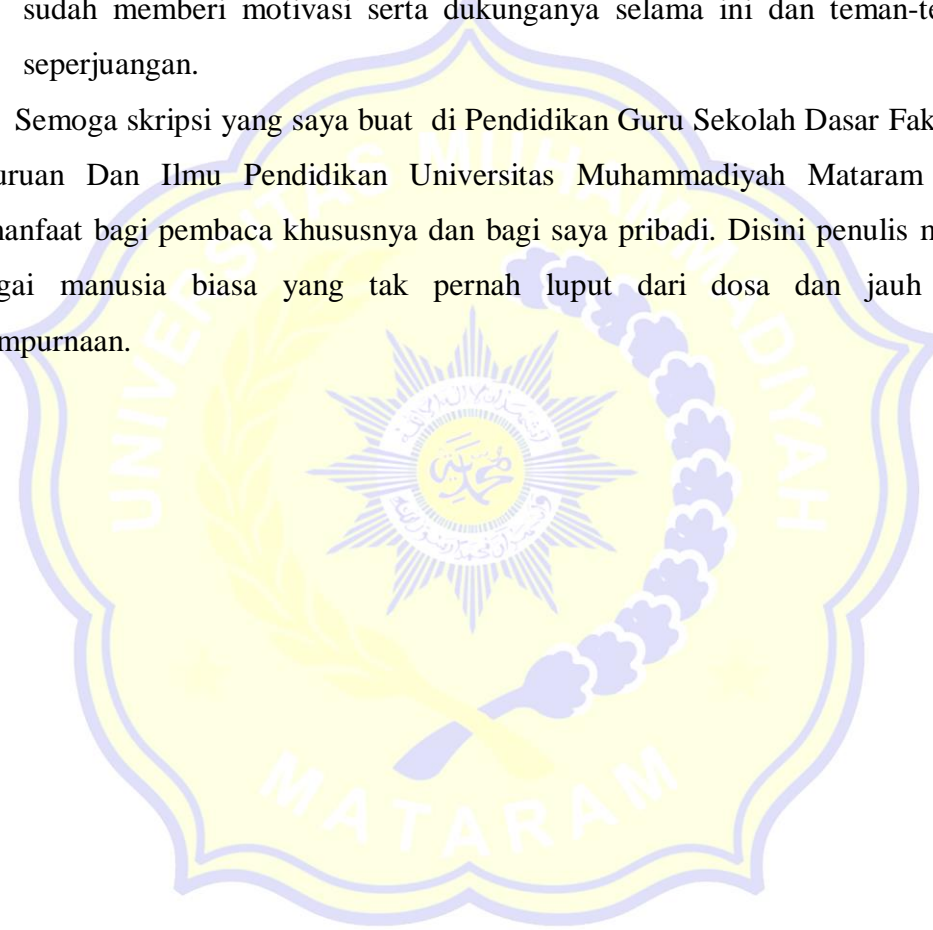 sudah memberi motivasi serta dukunganya selama ini dan teman-te
seperjuangan.
Semoga skripsi yang saya buat di Pendidikan Guru Sekolah Dasar Fak
uruan Dan Ilmu Pendidikan Universitas Muhammadiyah Mataram
anfaat bagi pembaca khususnya dan bagi saya pribadi. Disini penulis m
gai manusia biasa yang tak pernah luput dari dosa dan jauh
mpurnaan.
UNIVERSITAS MUHAMMADIYAH
MATARAM